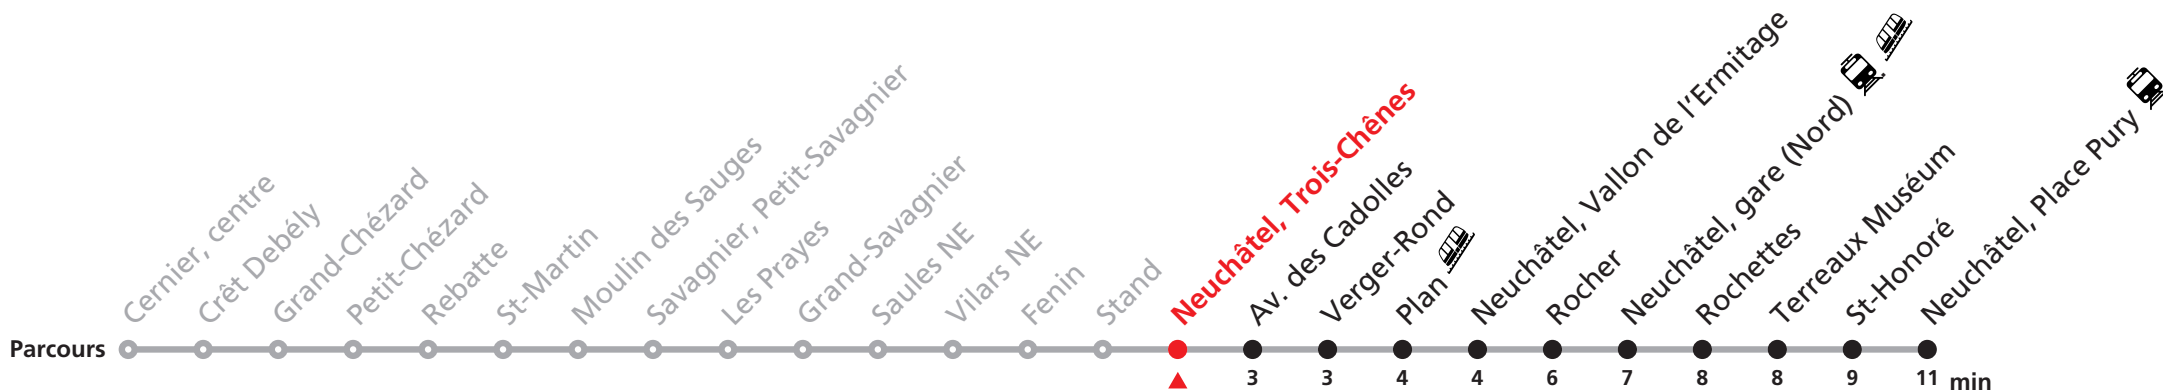 Cernier, centre
Crêt Debély
Grand-Chézard
Petit-Chézard
Rebatte
St-Martin
Moulin des Sauges
Savagnier, Petit-Savagnier
Les Prayes
Grand-Savagnier
Saules NE
Vilars NE
Fenin
Stand
Neuchâtel, Trois-Chênes
Av. des Cadolles
Verger-Rond
Plan
Neuchâtel, Vallon de l'Ermitage
Rocher
Neuchâtel, gare (Nord)
Rochettes
Terreaux Muséum
St-Honoré
Neuchâtel, Place Pury
Parcours
3 3 4 4 6 7 8 8 9 11 min